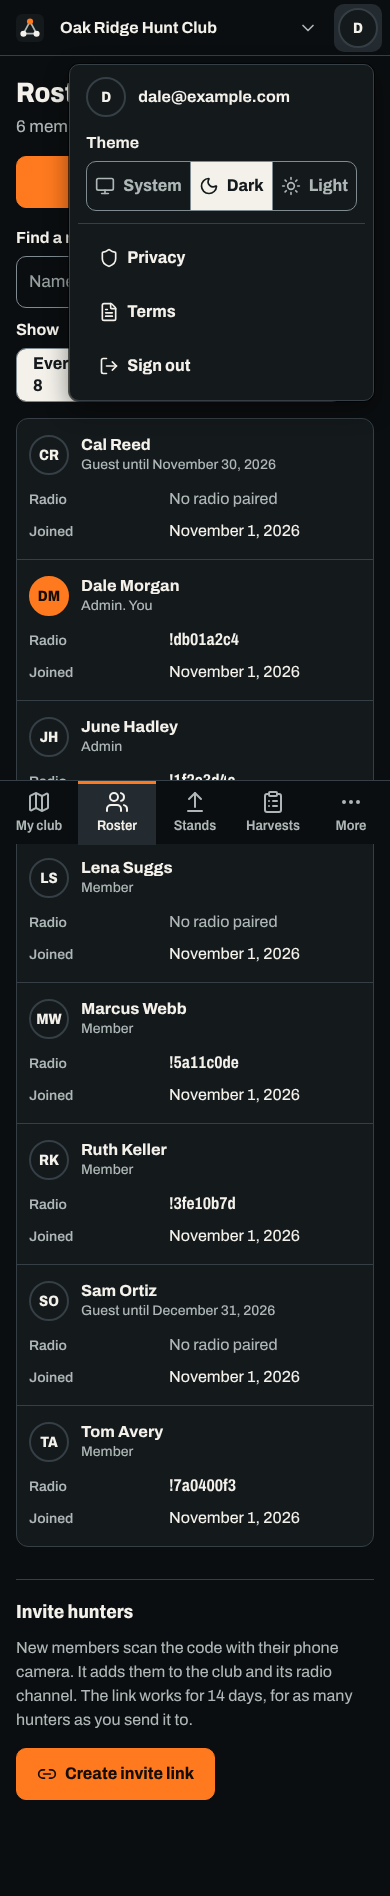 Oak Ridge Hunt Club
D
D
dale@example.com
Theme
System
Dark
Light
Privacy
Terms
Sign out
6 mem
Show
8
CR
Cal Reed
Guest until November 30, 2026
Radio
No radio paired
Joined
November 1, 2026
DM
Dale Morgan
Admin. You
Radio
!db01a2c4
Joined
November 1, 2026
JH
June Hadley
Admin
My club
Roster
Stands
Harvests
More
LS
Lena Suggs
Member
Radio
No radio paired
Joined
November 1, 2026
MW
Marcus Webb
Member
Radio
!5a11c0de
Joined
November 1, 2026
RK
Ruth Keller
Member
Radio
!3fe10b7d
Joined
November 1, 2026
SO
Sam Ortiz
Guest until December 31, 2026
Radio
No radio paired
Joined
November 1, 2026
TA
Tom Avery
Member
Radio
!7a0400f3
Joined
November 1, 2026
Invite hunters
New members scan the code with their phone
camera. It adds them to the club and its radio
channel. The link works for 14 days, for as many
hunters as you send it to.
Create invite link